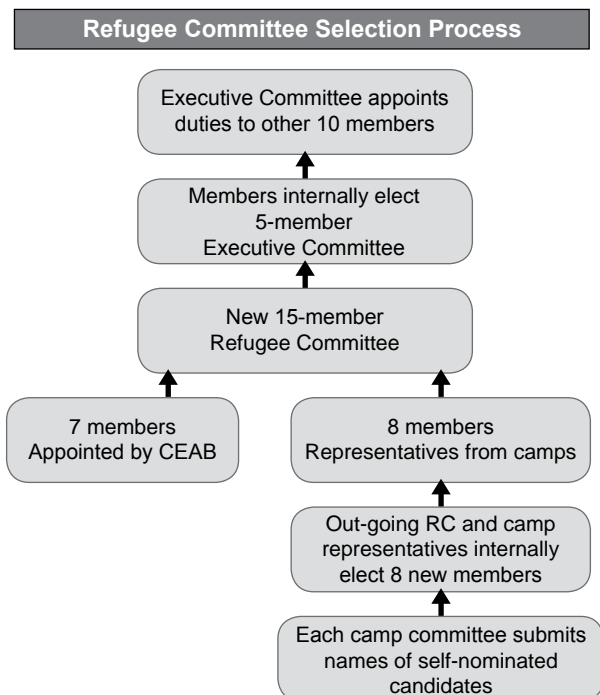 Refugee Committee Selection Process
Executive Committee appoints
duties to other 10 members
Members internally elect
5-member
Executive Committee
New 15-member
Refugee Committee
7 members
Appointed by CEAB
8 members
Representatives from camps
Out-going RC and camp
representatives internally
elect 8 new members
Each camp committee submits
names of self-nominated
candidates